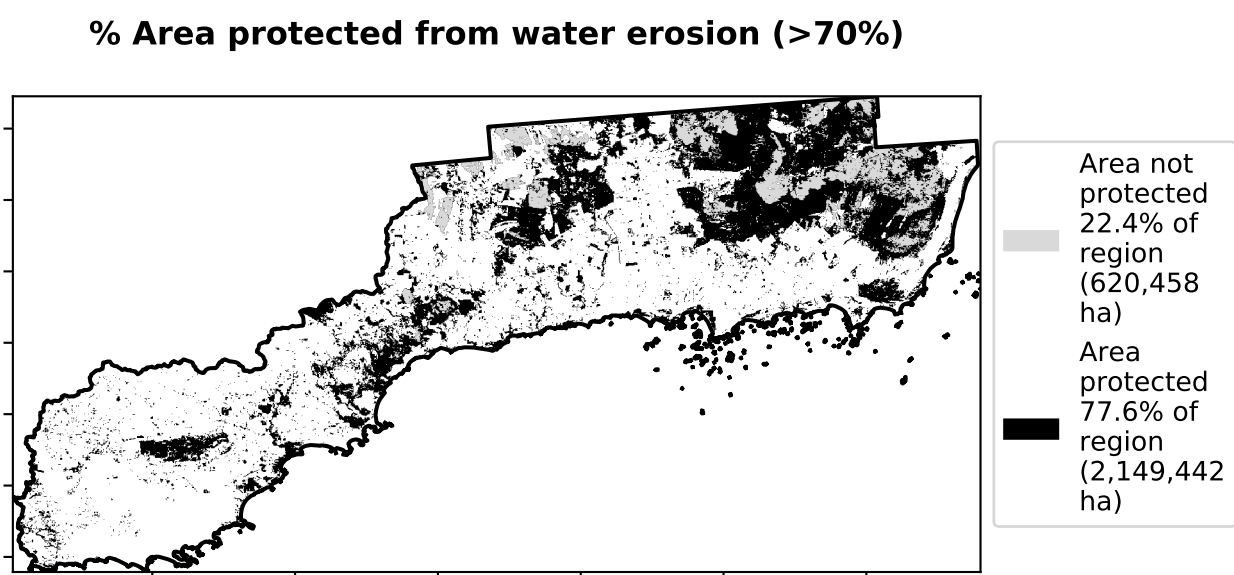 % Area protected from water erosion (>70%)
Area not
protected
22.4% of
region
(620,458
ha)
Area
protected
77.6% of
region
(2,149,442
ha)